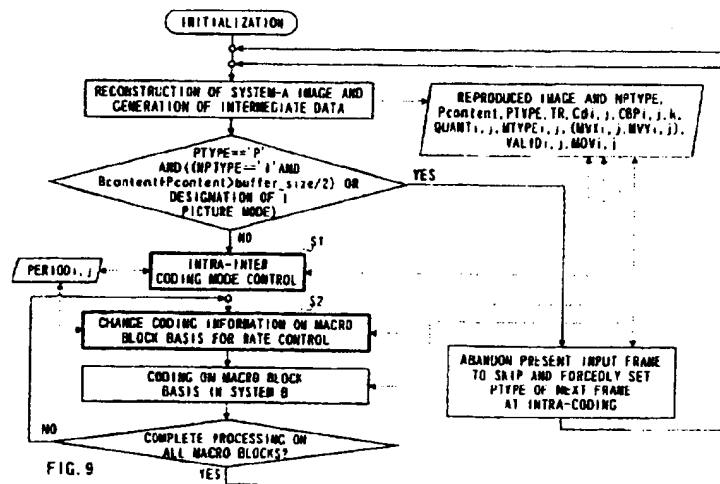 INITIALIZATION
RECONSTRUCTION OF SYSTEM-A IMAGE AND
GENERATION OF INTERMEDIATE DATA
REPRODUCED IMAGE AND NPTYPE,
Pcontent, PTYPE, TR, Cdi, j, CBPi, j, k,
QUANTi, j, MTYPEi, j, (MVXi, j, MVYi, j),
VALIDi, j, MOVi, j
PTYPE=='P'
AND((NPTYPE=='I' AND
Bcontent+Pcontent>buffer_size/2) OR
DESIGNATION OF I
PICTURE MODE)
YES
NO
S1
INTRA-INTER
CODING MODE CONTROL
PERIODi, j
S2
CHANGE CODING INFORMATION ON MACRO
BLOCK BASIS FOR RATE CONTROL
CODING ON MACRO BLOCK
BASIS IN SYSTEM B
ABANDON PRESENT INPUT FRAME
TO SKIP AND FORCEDLY SET
PTYPE OF NEXT FRAME
AT INTRA-CODING
NO
COMPLETE PROCESSING ON
ALL MACRO BLOCKS?
YES
FIG. 9